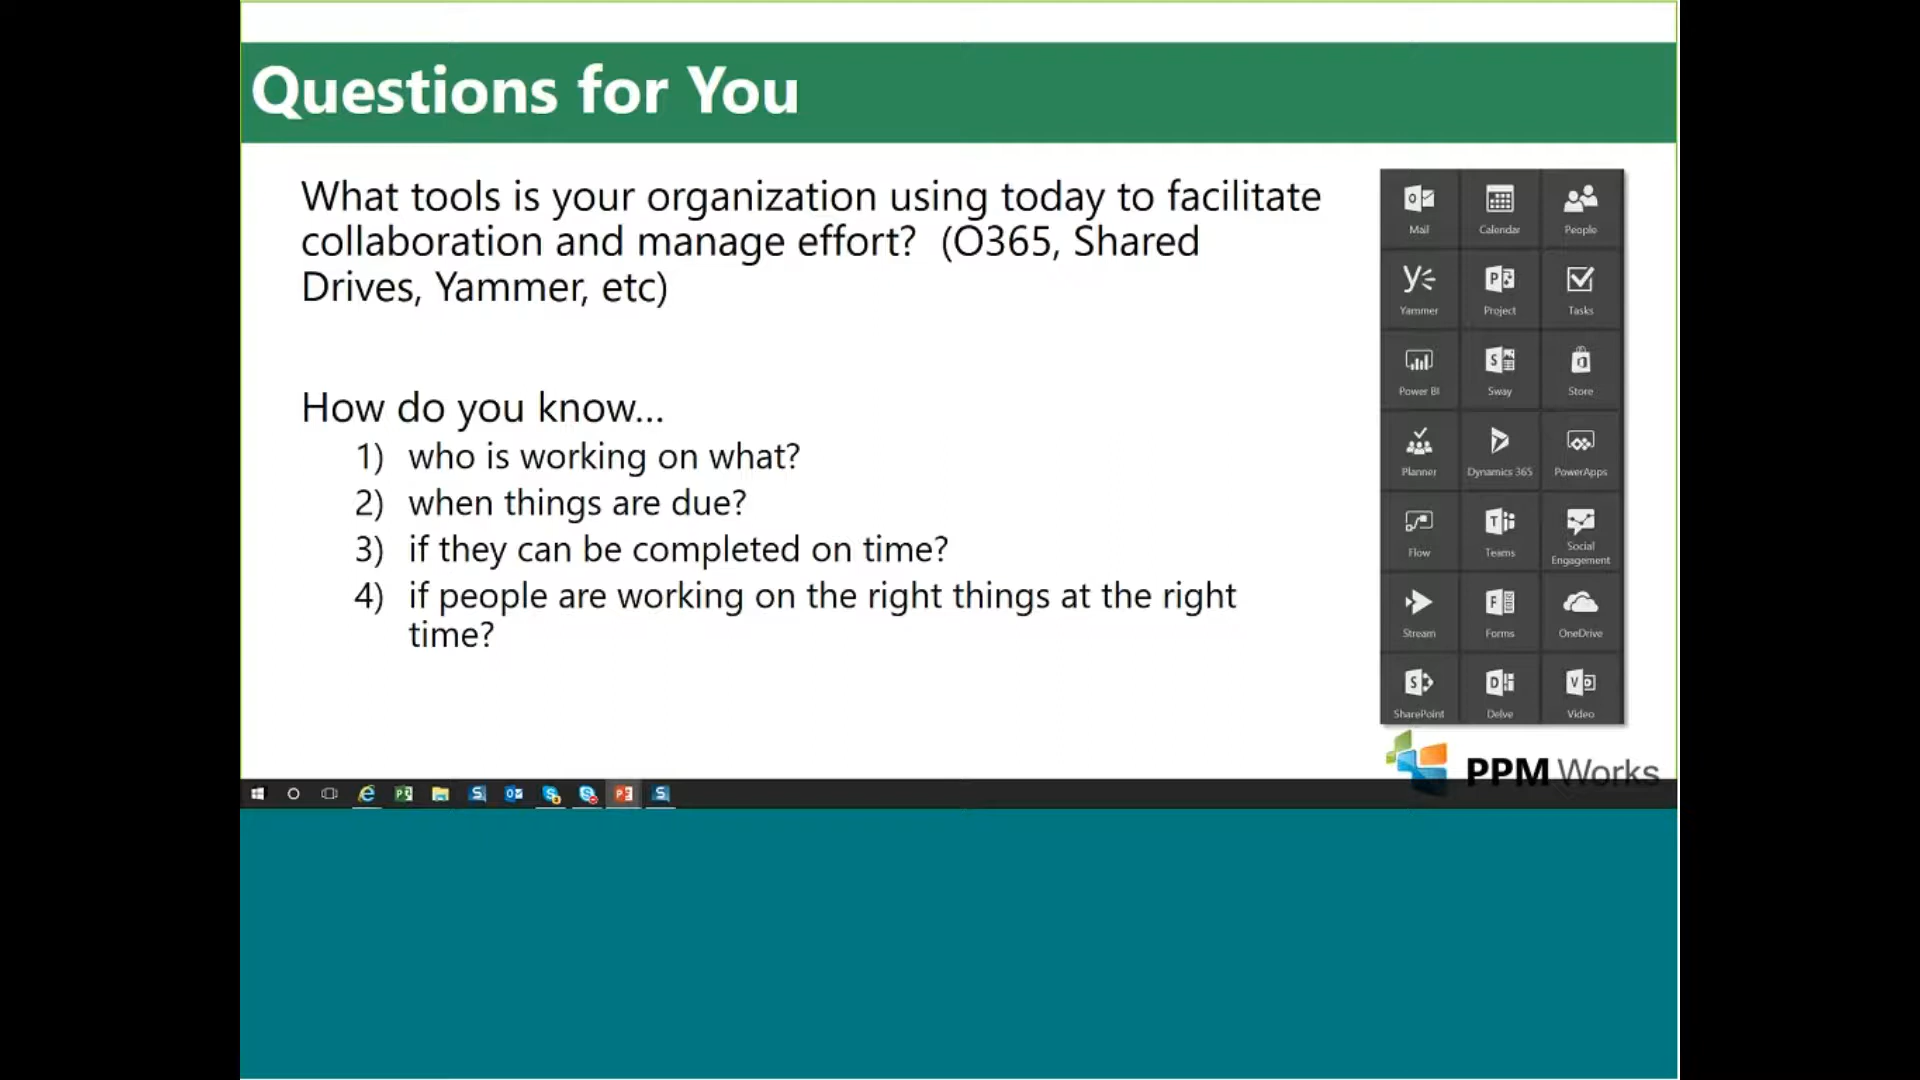 Questions for You
What tools is your organization using today to facilitate
collaboration and manage effort?  (O365, Shared
Drives, Yammer, etc)
How do you know...
1) who is working on what?
2) when things are due?
3) if they can be completed on time?
4) if people are working on the right things at the right
time?
Mail Calendar People
Yammer Project Tasks
Power BI Sway Store
Planner Dynamics 365 PowerApps
Flow Teams Social
Engagement
Stream Forms OneDrive
SharePoint Delve Video
PPM Works